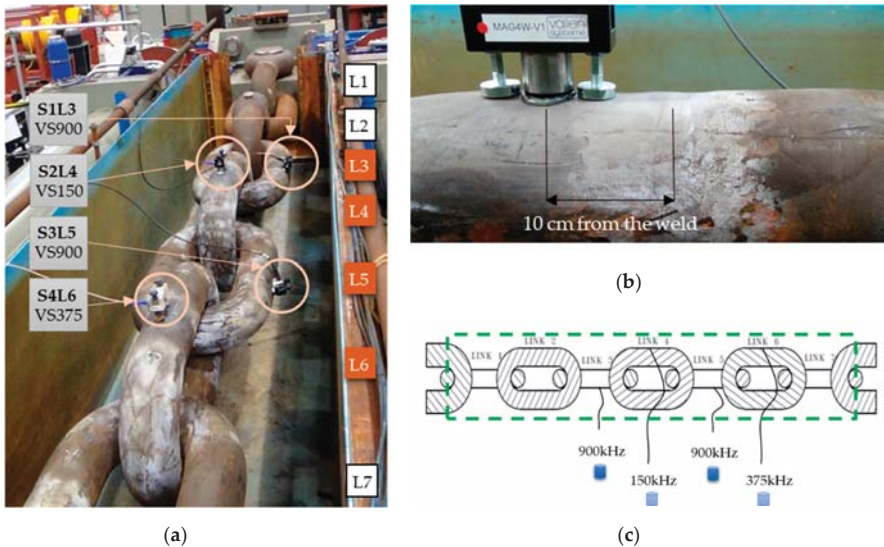 S1L3
VS900
S2L4
VS150
S3L5
VS900
S4L6
VS375
L1
L2
L3
L4
L5
L6
L7
(a)
MAG4W-V1
vallen
systeme
10 cm from the weld
(b)
LINK 1
LINK 2
LINK 3
LINK 4
LINK 5
LINK 6
LINK 7
900kHz
150kHz
900kHz
375kHz
(c)